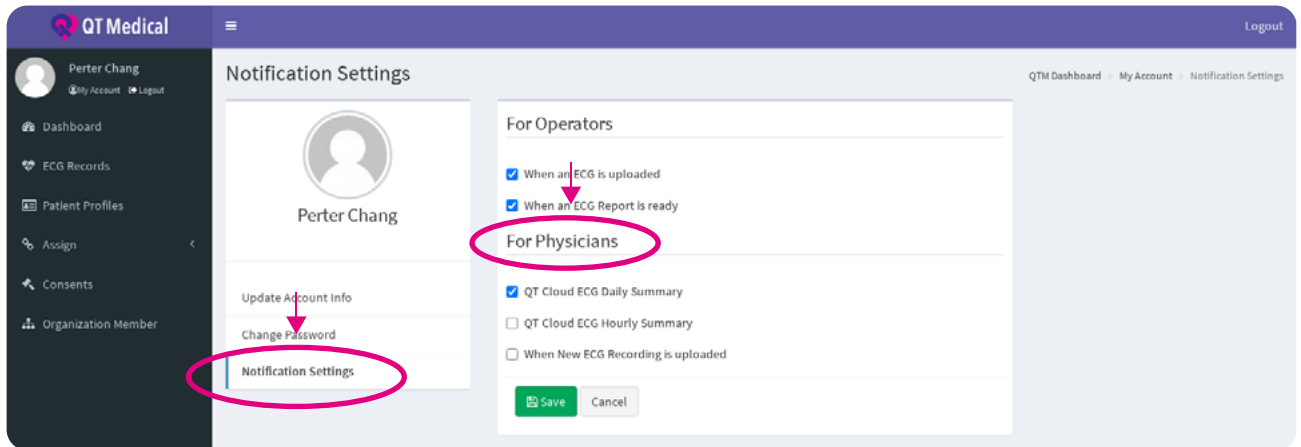 QT Medical
Logout
Perter Chang
My Account Logout
Dashboard
ECG Records
Patient Profiles
Assign
Consents
Organization Member
Notification Settings
QTM Dashboard > My Account > Notification Settings
Perter Chang
Update Account Info
Change Password
Notification Settings
For Operators
When an ECG is uploaded
When an ECG Report is ready
For Physicians
QT Cloud ECG Daily Summary
QT Cloud ECG Hourly Summary
When New ECG Recording is uploaded
Save Cancel